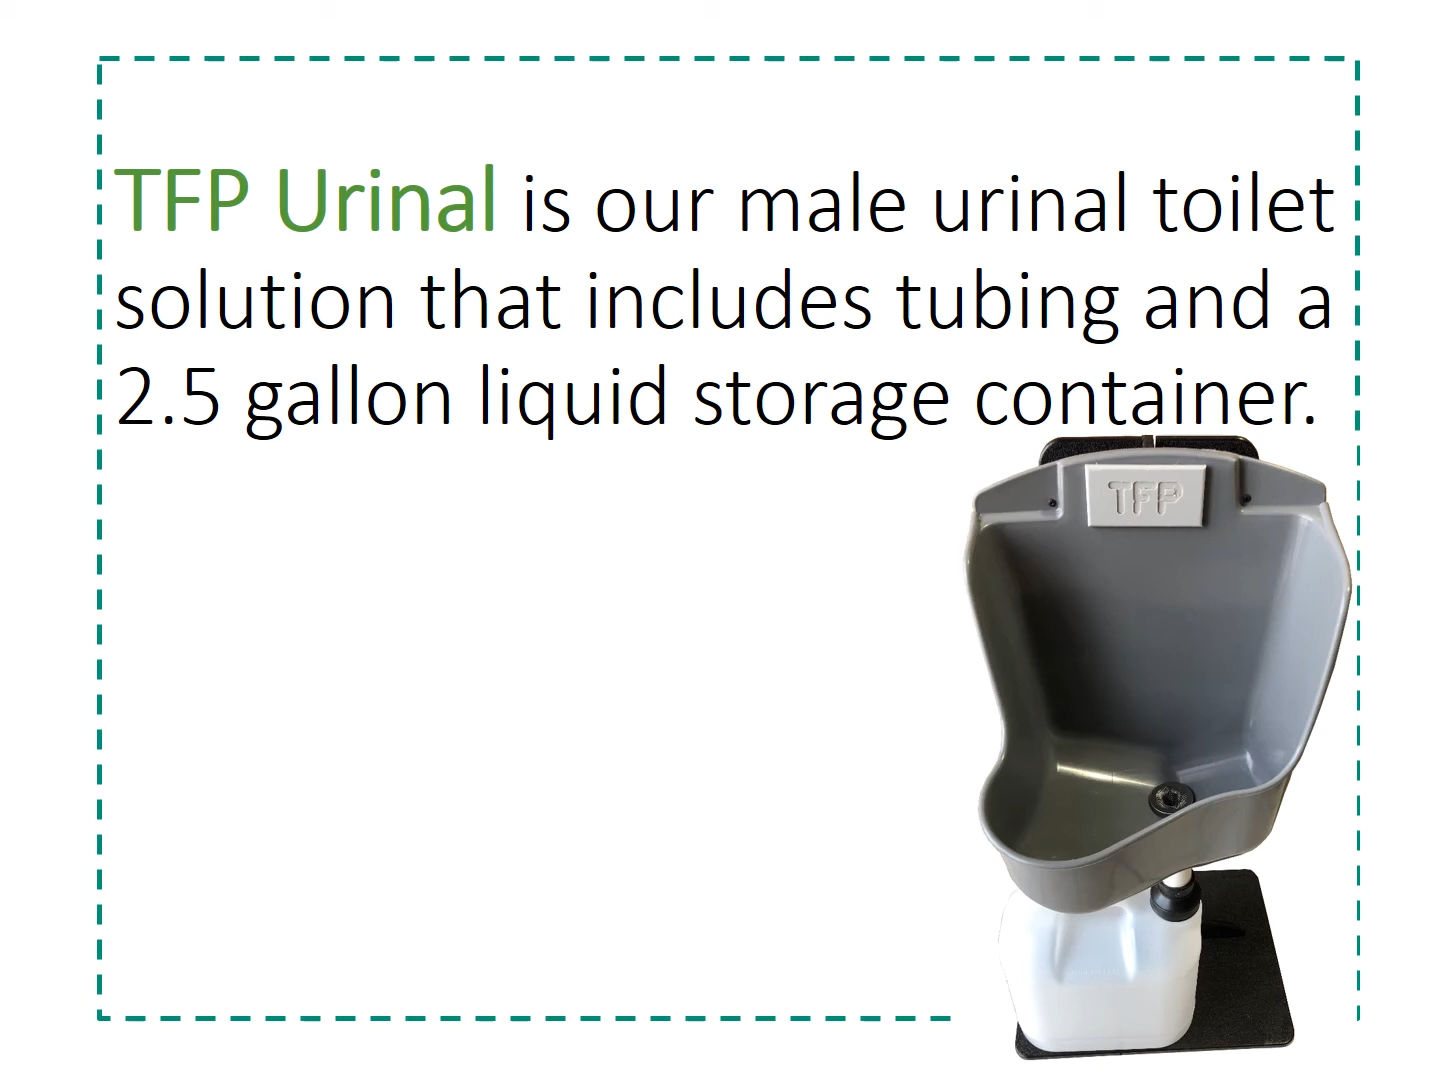 TFP Urinal is our male urinal toilet
solution that includes tubing and a
2.5 gallon liquid storage container.
TFP